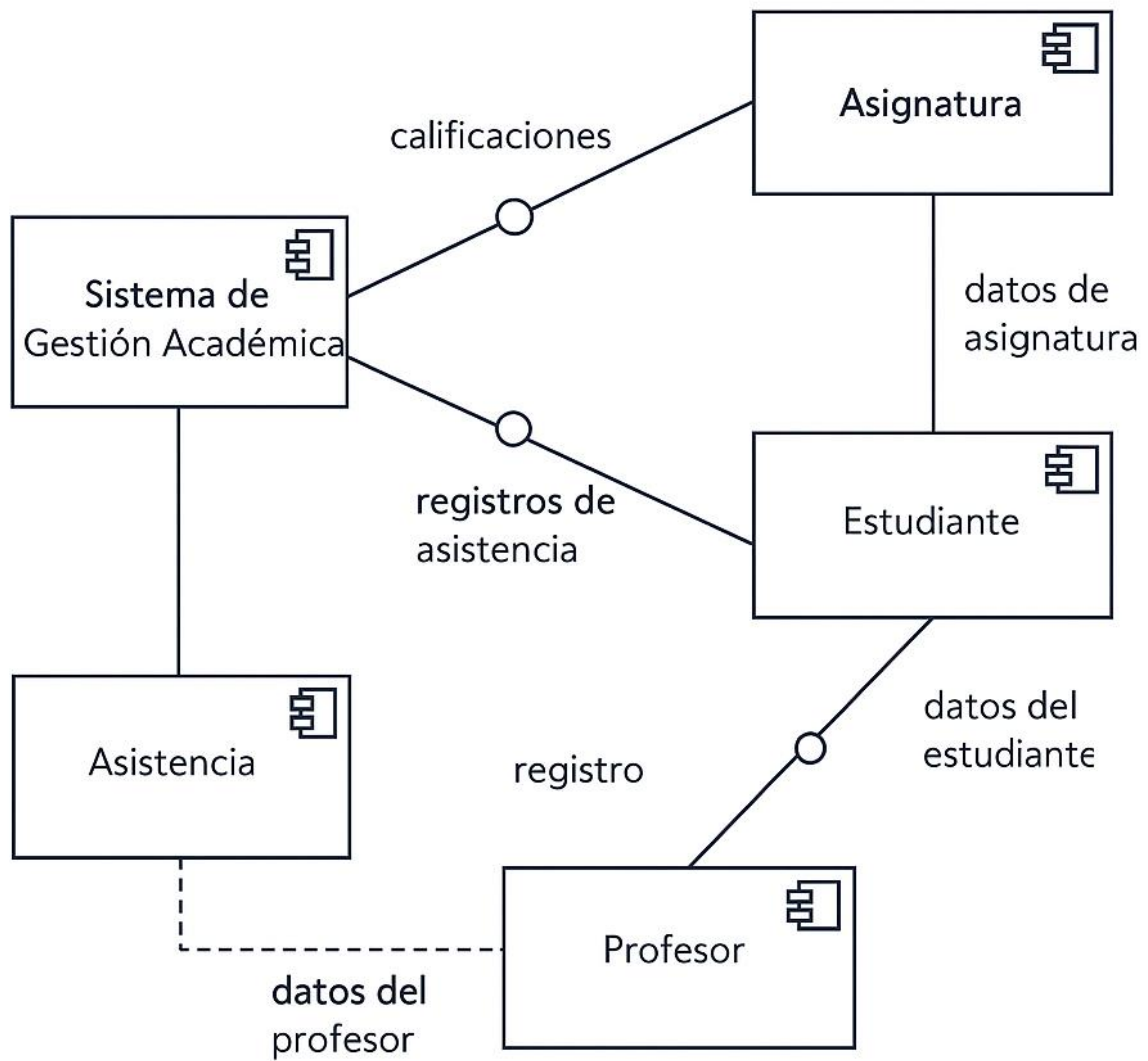 Asignatura
calificaciones
Sistema de
Gestión Académica
datos de
asignatura
registros de
asistencia
Estudiante
datos del
estudiante
Asistencia
registro
Profesor
datos del
profesor